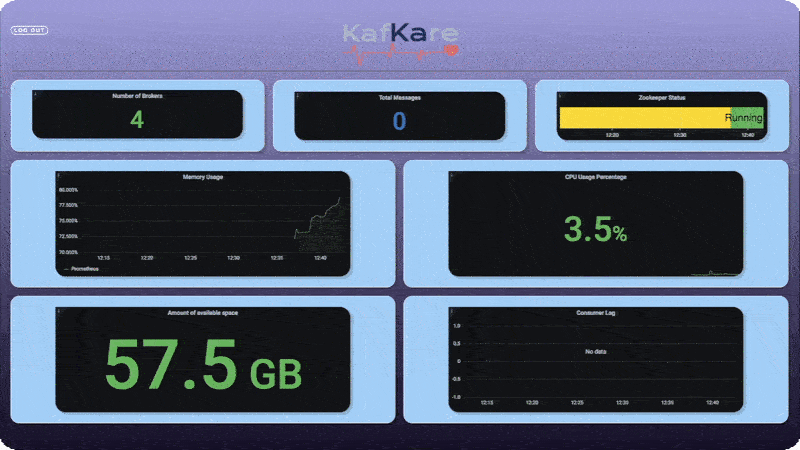 LOG OUT
KafKare
Number of Brokers
4
Total Messages
0
Zookeeper Status
Running
12:20 12:30 12:40
Memory Usage
80.000%
77.500%
75.000%
72.500%
70.000%
12:15 12:20 12:25 12:30 12:35 12:40
Prometheus
CPU Usage Percentage
3.5%
Amount of available space
57.5 GB
Consumer Lag
1.0
0.5
0
-0.5
-1.0
No data
12:15 12:20 12:25 12:30 12:35 12:40